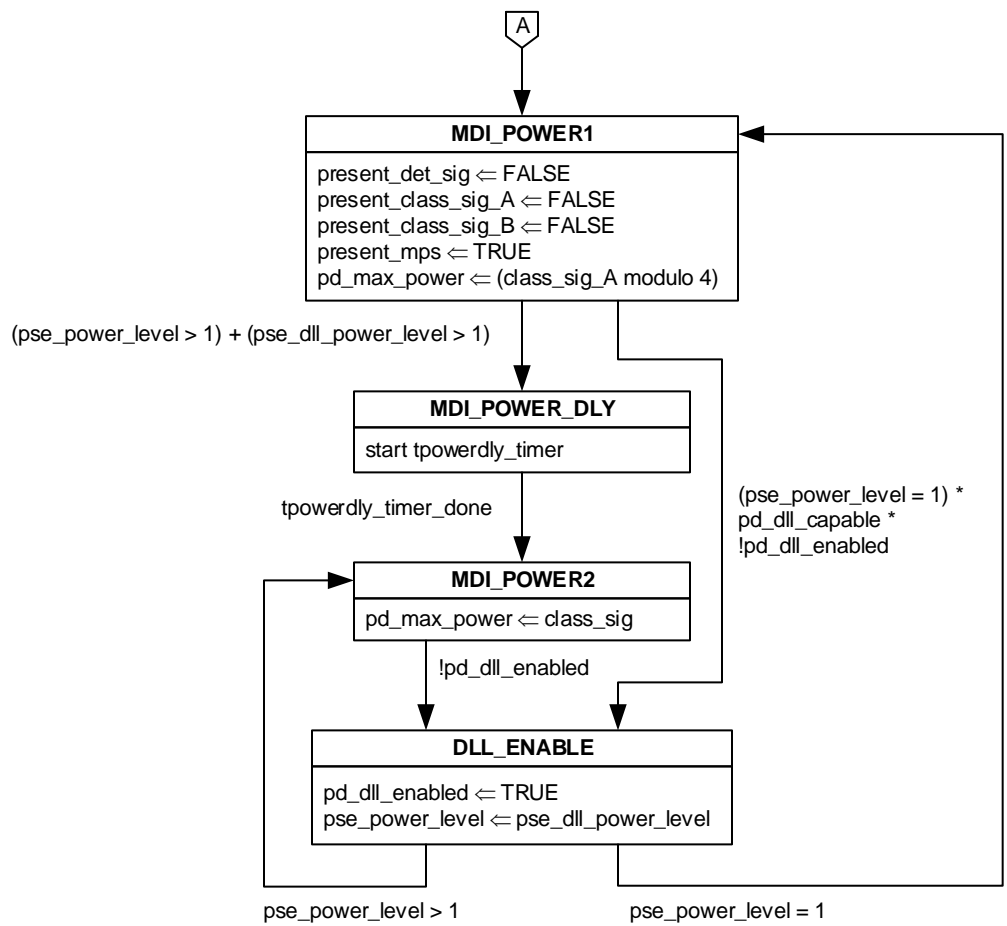 A
MDI_POWER1
present_det_sig ⇐ FALSE
present_class_sig_A ⇐ FALSE
present_class_sig_B ⇐ FALSE
present_mps ⇐ TRUE
pd_max_power ⇐ (class_sig_A modulo 4)
(pse_power_level > 1) + (pse_dll_power_level > 1)
MDI_POWER_DLY
start tpowerdly_timer
tpowerdly_timer_done
(pse_power_level = 1) *
pd_dll_capable *
!pd_dll_enabled
MDI_POWER2
pd_max_power ⇐ class_sig
!pd_dll_enabled
DLL_ENABLE
pd_dll_enabled ⇐ TRUE
pse_power_level ⇐ pse_dll_power_level
pse_power_level > 1
pse_power_level = 1